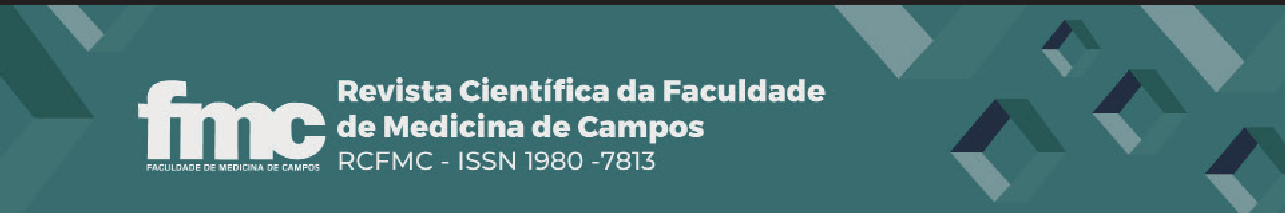 fmc
FACULDADE DE MEDICINA DE CAMPOS
Revista Científica da Faculdade
de Medicina de Campos
RCFMC - ISSN 1980 -7813